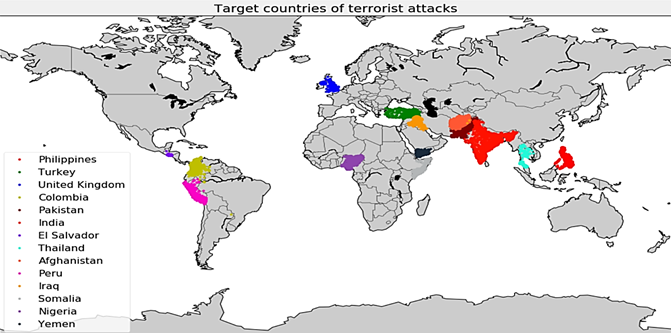 Target countries of terrorist attacks
Philippines
Turkey
United Kingdom
Colombia
Pakistan
India
El Salvador
Thailand
Afghanistan
Peru
Iraq
Somalia
Nigeria
Yemen